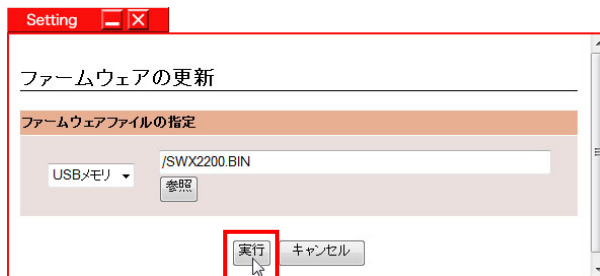 Setting
ファームウェアの更新
ファームウェアファイルの指定
USBメモリ /SWX2200.BIN
参照
実行 キャンセル